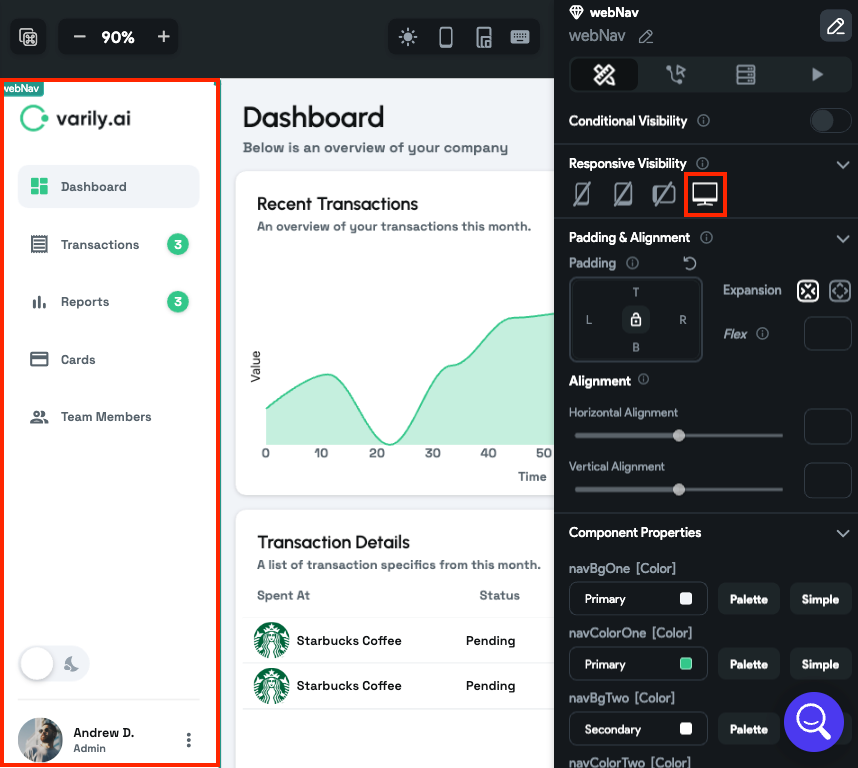 90%
webNav
varily.ai
Dashboard
Transactions
3
Reports
3
Cards
Team Members
Andrew D.
Admin
Dashboard
Below is an overview of your company
Recent Transactions
An overview of your transactions this month.
Value
0 10 20 30 40 50
Time
Transaction Details
A list of transaction specifics from this month.
Spent At Status
Starbucks Coffee Pending
Starbucks Coffee Pending
webNav
webNav
Conditional Visibility
Responsive Visibility
Padding & Alignment
Padding
T
L R
B
Expansion
Flex
Alignment
Horizontal Alignment
Vertical Alignment
Component Properties
navBgOne [Color]
Primary Palette Simple
navColorOne [Color]
Primary Palette Simple
navBgTwo [Color]
Secondary Palette
navColorTwo [Color]